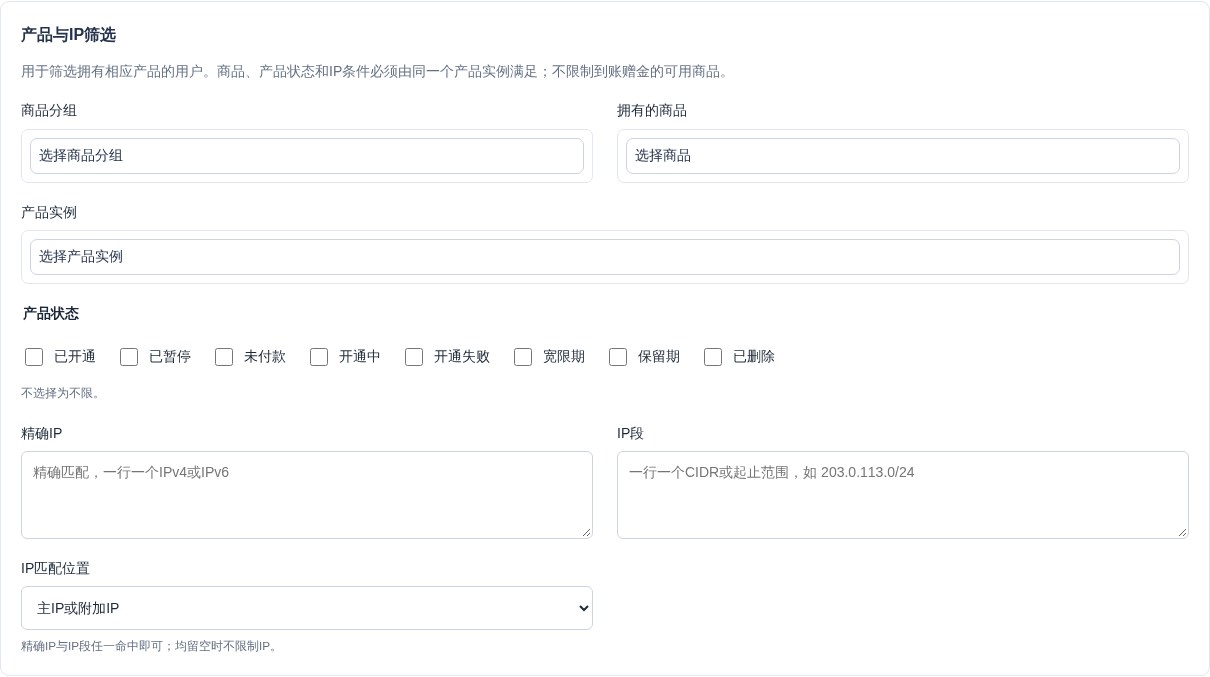 产品与IP筛选
用于筛选拥有相应产品的用户。商品、产品状态和IP条件必须由同一个产品实例满足；不限制到账赠金的可用商品。
商品分组
拥有的商品
选择商品分组
选择商品
产品实例
选择产品实例
产品状态
已开通 已暂停 未付款 开通中 开通失败 宽限期 保留期 已删除
不选择为不限。
精确IP
IP段
精确匹配，一行一个IPv4或IPv6
一行一个CIDR或起止范围，如 203.0.113.0/24
IP匹配位置
主IP或附加IP
精确IP与IP段任一命中即可；均留空时不限制IP。